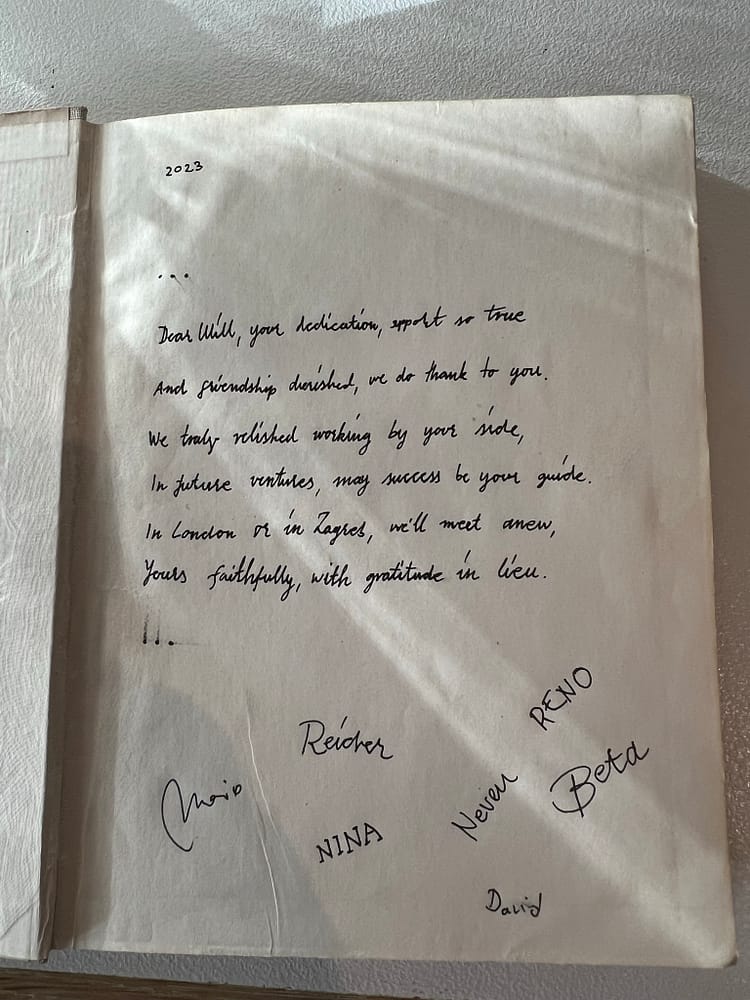 2023
...
Dear Will, your dedication, support so true
And friendship cherished, we do thank to you.
We truly relished working by your side,
In future ventures, may success be your guide.
In London or in Zagreb, we'll meet anew,
Yours faithfully, with gratitude in lieu.
RENO
Reicher
Beta
Neven
NINA
David